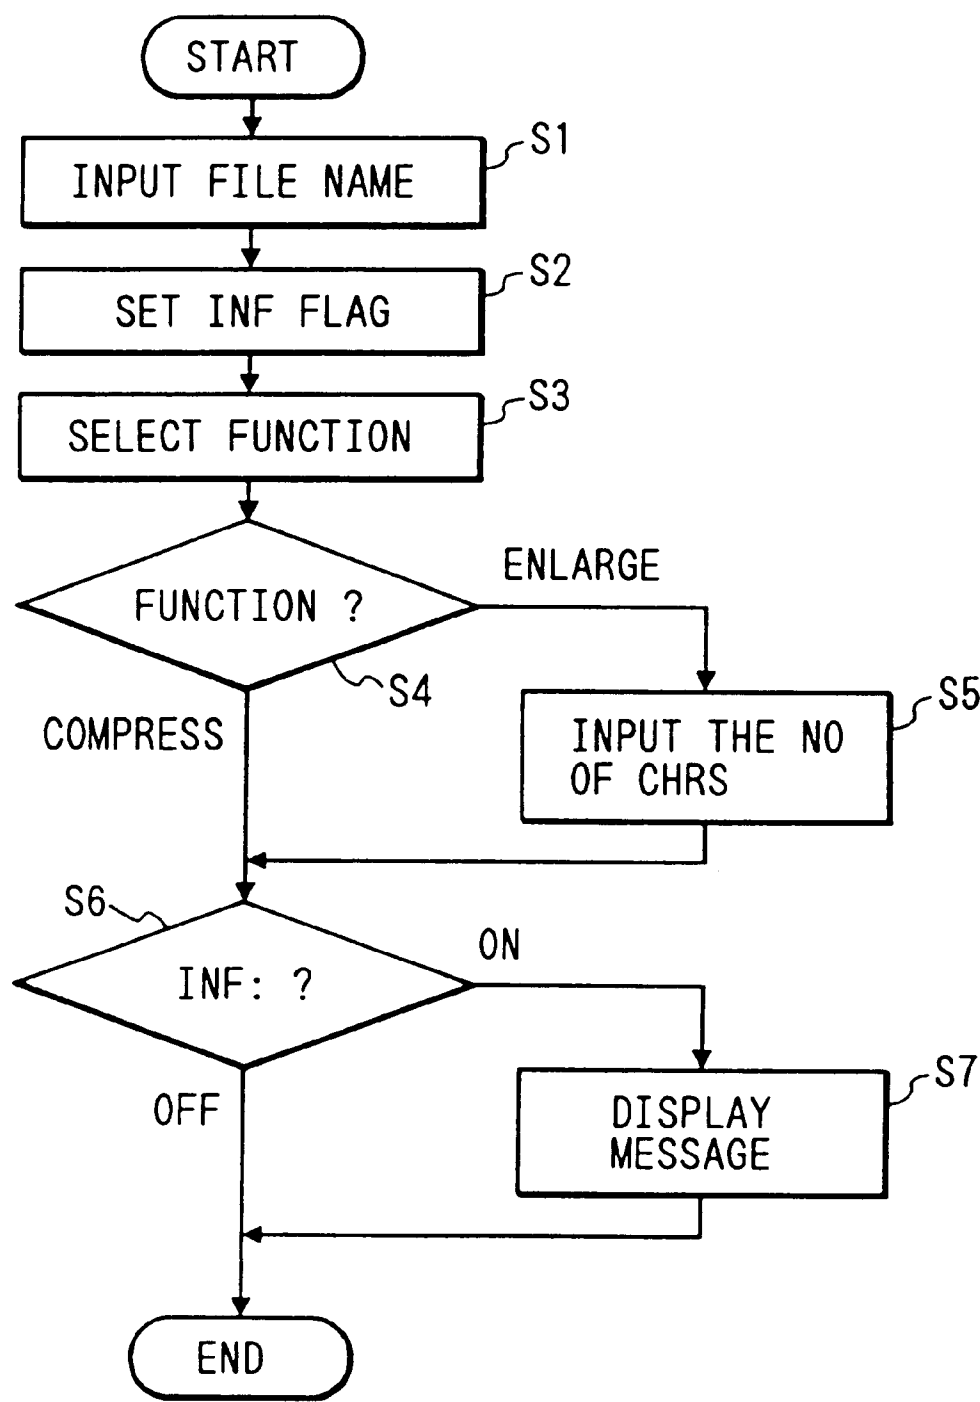 START
S1
INPUT FILE NAME
S2
SET INF FLAG
S3
SELECT FUNCTION
ENLARGE
FUNCTION ?
S4
S5
COMPRESS
INPUT THE NO
OF CHRS
S6
ON
INF: ?
S7
OFF
DISPLAY
MESSAGE
END